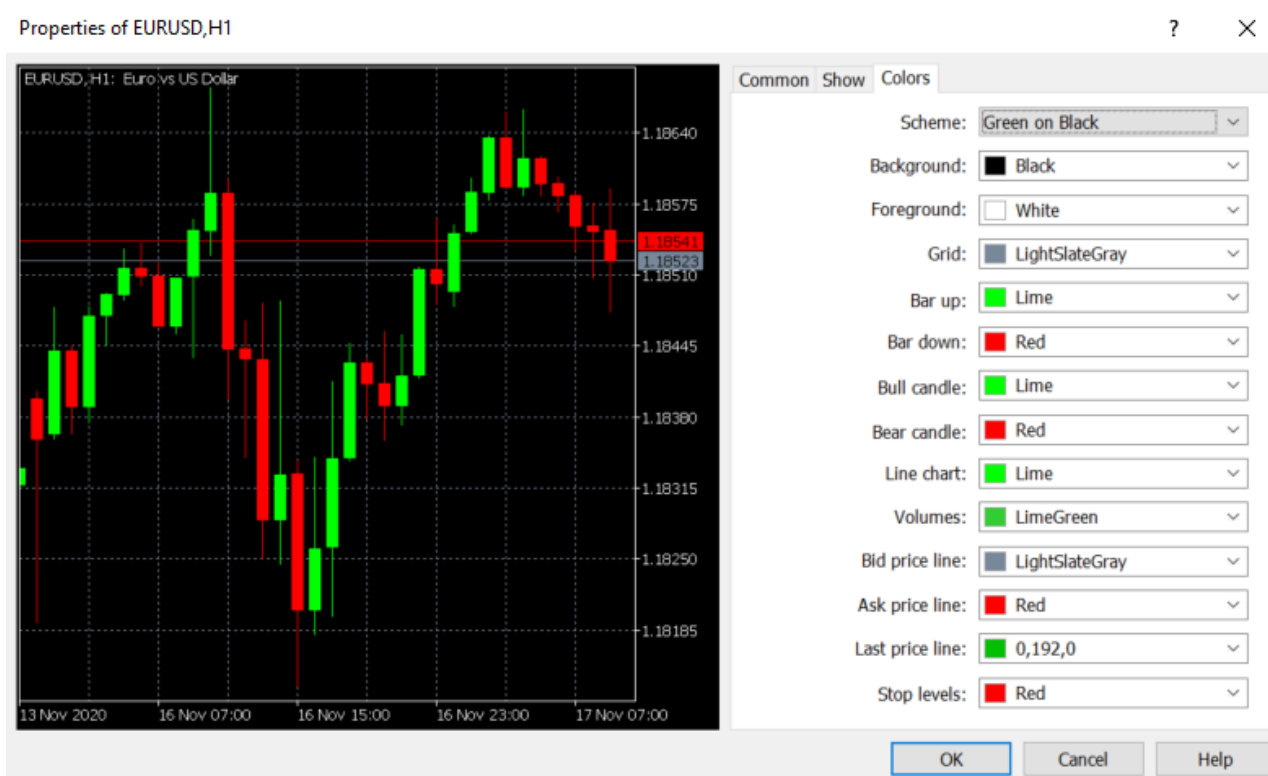 Properties of EURUSD,H1
?
EURUSD, H1: Euro vs US Dollar
1.18640
1.18575
1.18541
1.18523
1.18510
1.18445
1.18380
1.18315
1.18250
1.18185
13 Nov 2020 16 Nov 07:00 16 Nov 15:00 16 Nov 23:00 17 Nov 07:00
Common Show Colors
Scheme: Green on Black
Background: Black
Foreground: White
Grid: LightSlateGray
Bar up: Lime
Bar down: Red
Bull candle: Lime
Bear candle: Red
Line chart: Lime
Volumes: LimeGreen
Bid price line: LightSlateGray
Ask price line: Red
Last price line: 0,192,0
Stop levels: Red
OK Cancel Help